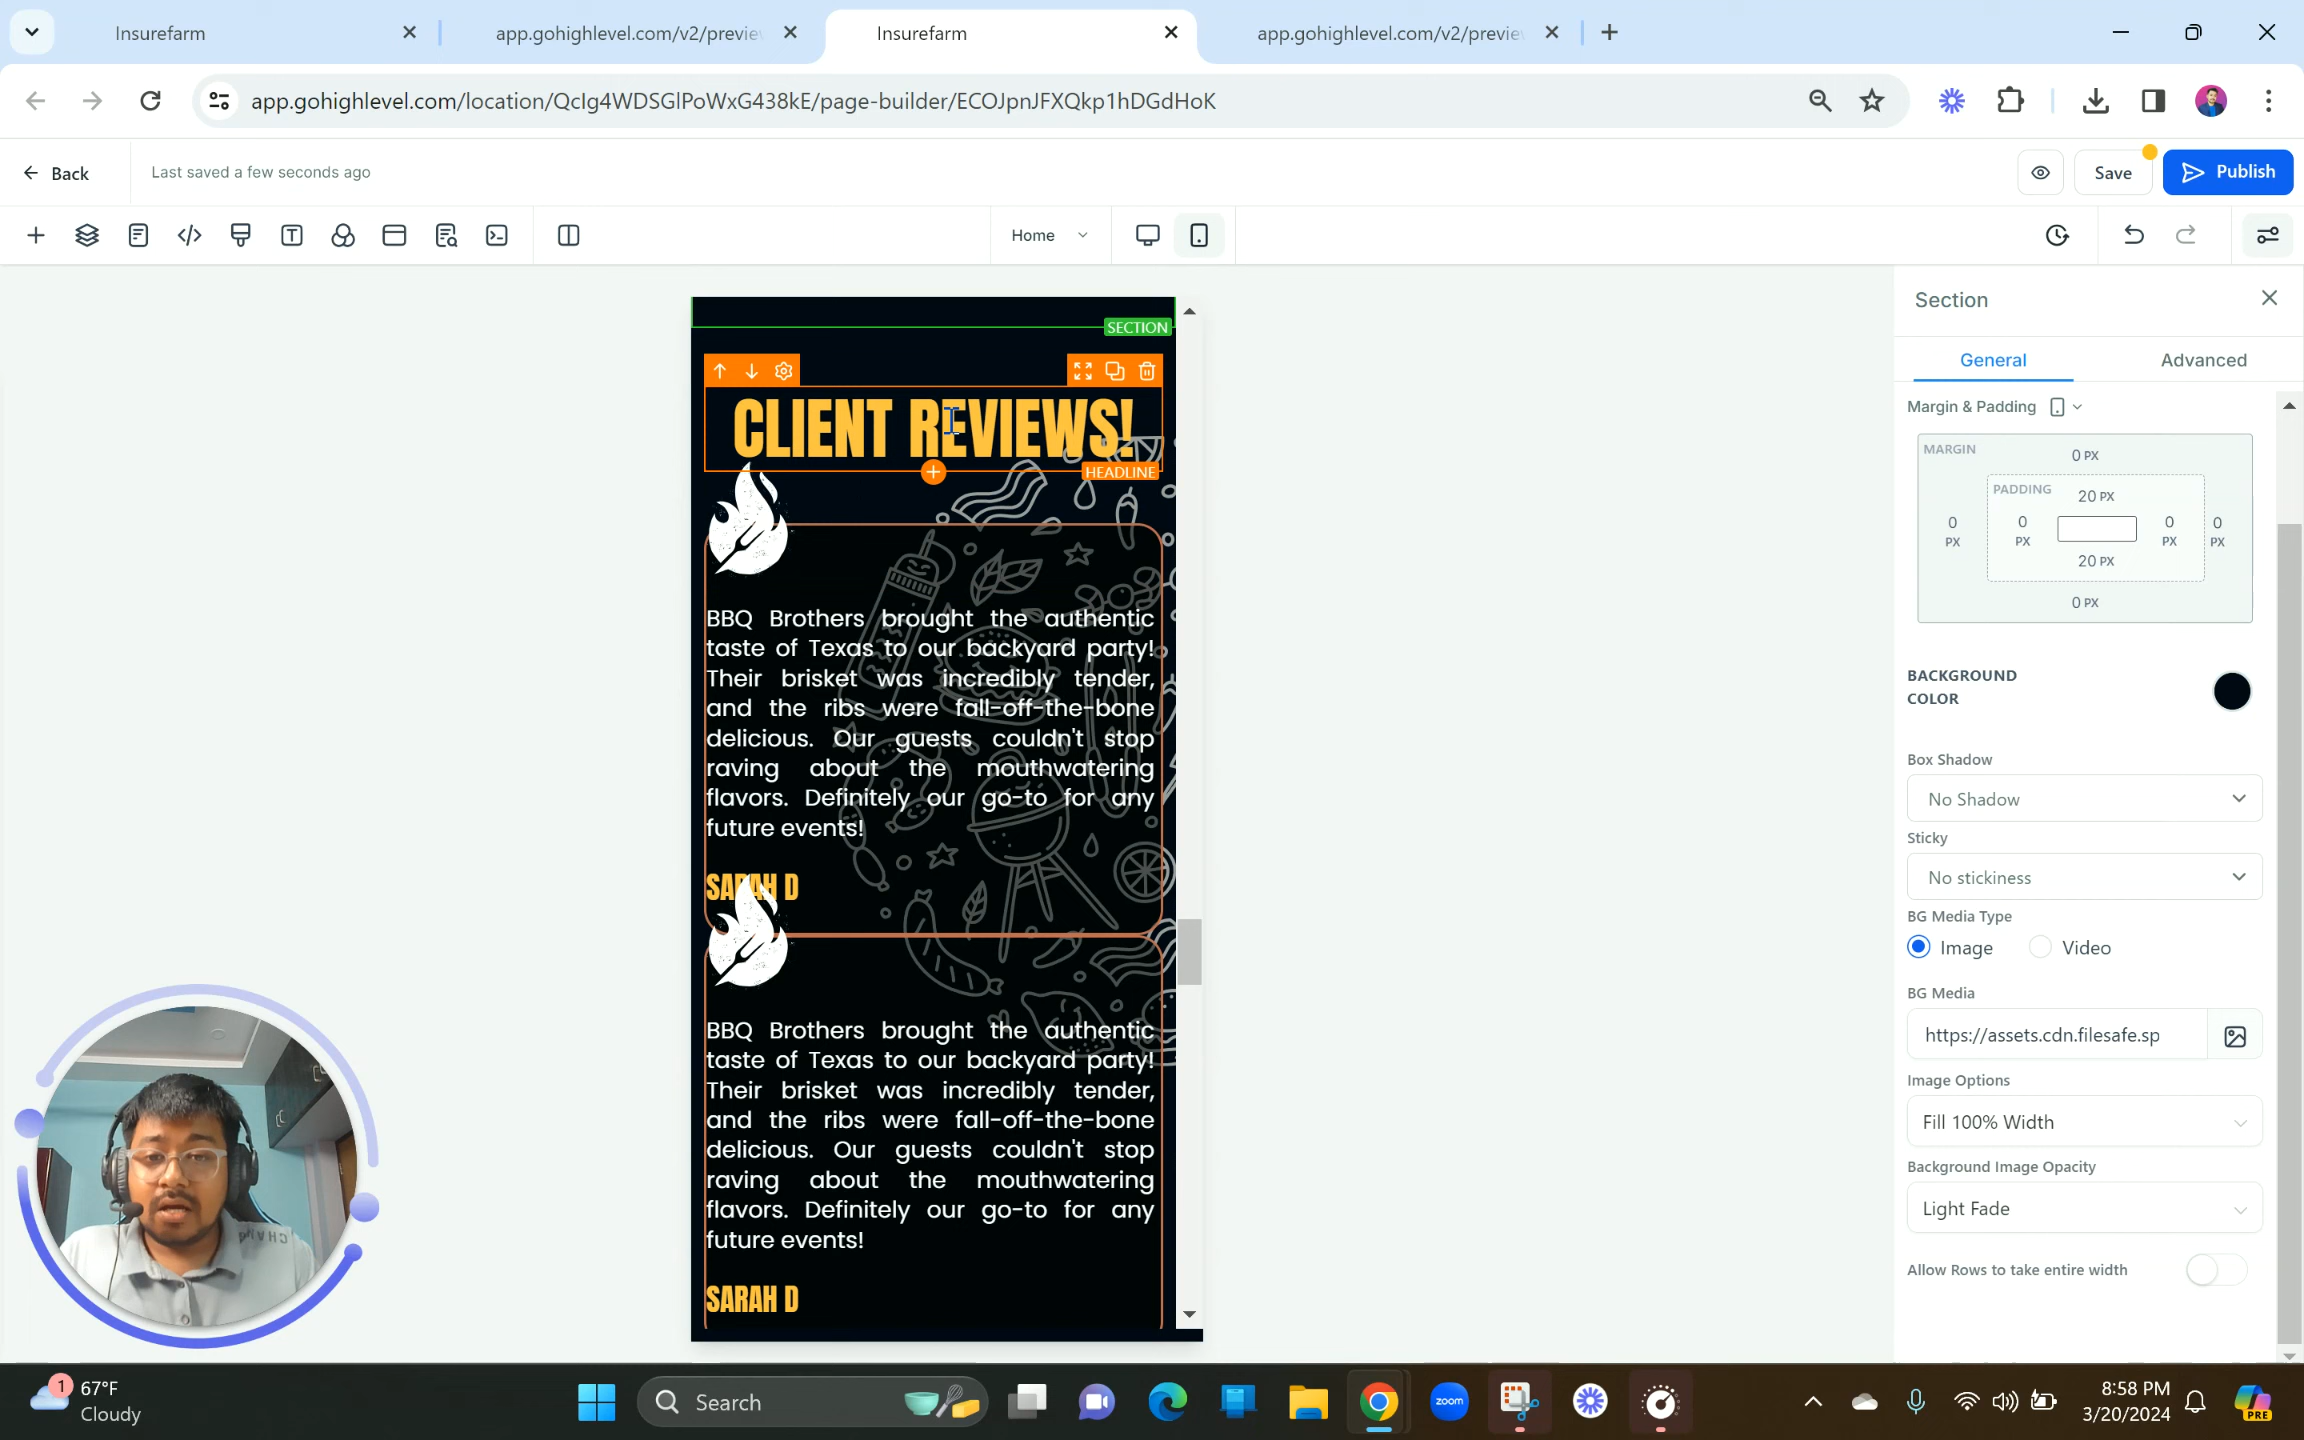 Insurefarm
app.gohighlevel.com/v2/previe
Insurefarm
app.gohighlevel.com/v2/previe
app.gohighlevel.com/location/QcIg4WDSGlPoWxG438kE/page-builder/ECOJpnJFXQkp1hDGdHoK
Back
Last saved a few seconds ago
Save
Publish
Home
SECTION
CLIENT REVIEWS!
HEADLINE
BBQ Brothers brought the authentic
taste of Texas to our backyard party!
Their brisket was incredibly tender,
and the ribs were fall-off-the-bone
delicious. Our guests couldn't stop
raving about the mouthwatering
flavors. Definitely our go-to for any
future events!
SARAH D
BBQ Brothers brought the authentic
taste of Texas to our backyard party!
Their brisket was incredibly tender,
and the ribs were fall-off-the-bone
delicious. Our guests couldn't stop
raving about the mouthwatering
flavors. Definitely our go-to for any
future events!
SARAH D
Section
General
Advanced
Margin & Padding
MARGIN
0 PX
PADDING
20 PX
0 PX
0 PX
0 PX
0 PX
20 PX
0 PX
BACKGROUND
COLOR
Box Shadow
No Shadow
Sticky
No stickiness
BG Media Type
Image
Video
BG Media
https://assets.cdn.filesafe.sp
Image Options
Fill 100% Width
Background Image Opacity
Light Fade
Allow Rows to take entire width
1
67°F
Cloudy
Search
zoom
8:58 PM
3/20/2024
PRE